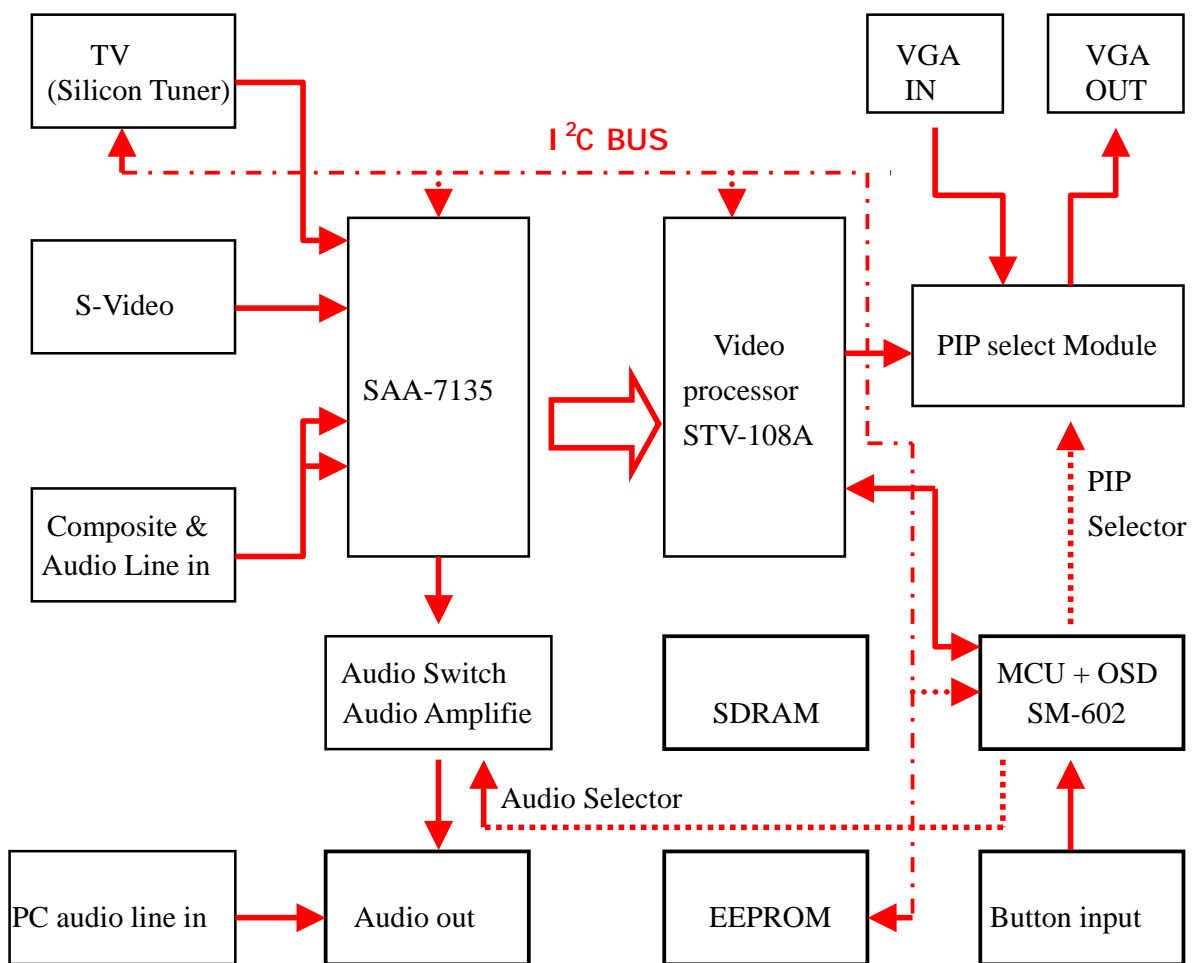 TV
(Silicon Tuner)
VGA
IN
VGA
OUT
I²C BUS
S-Video
SAA-7135
Video
processor
STV-108A
PIP select Module
Composite &
Audio Line in
PIP
Selector
Audio Switch
Audio Amplifie
SDRAM
MCU + OSD
SM-602
Audio Selector
PC audio line in
Audio out
EEPROM
Button input